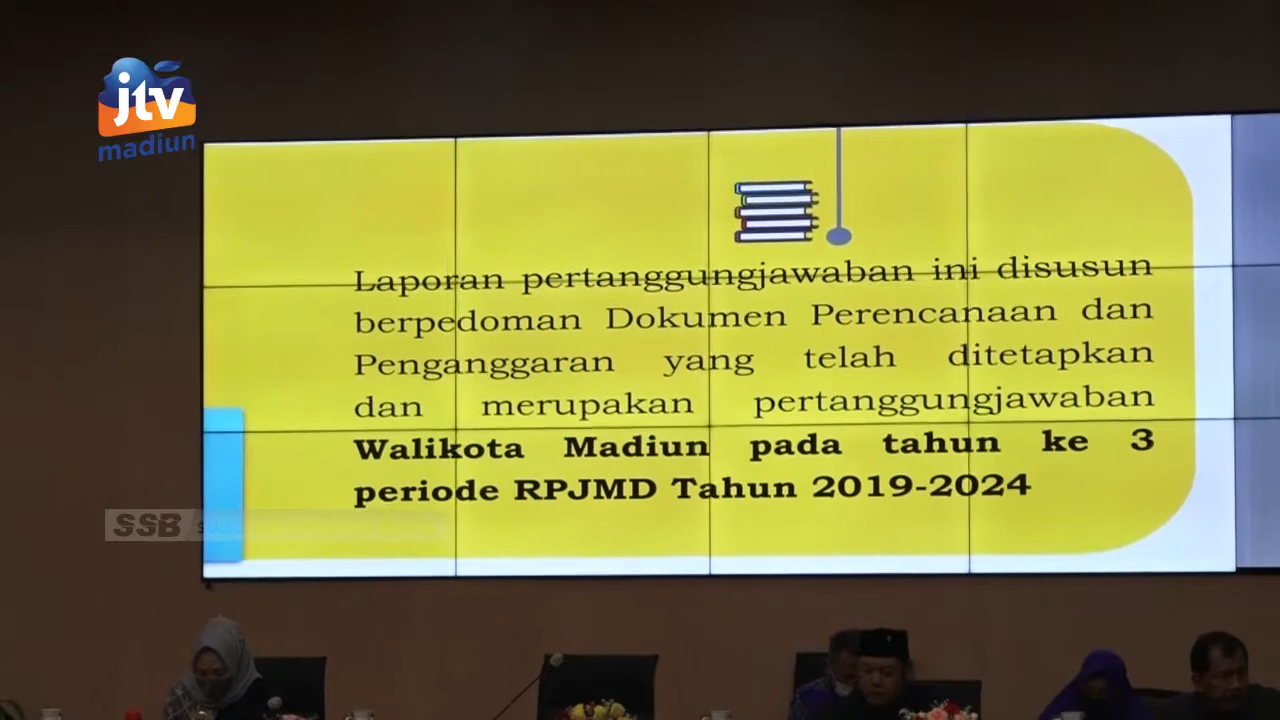 jtv
madiun
Laporan pertanggungjawaban ini disusun
berpedoman Dokumen Perencanaan dan
Penganggaran yang telah ditetapkan
dan merupakan pertanggungjawaban
Walikota Madiun pada tahun ke 3
periode RPJMD Tahun 2019-2024
SSB